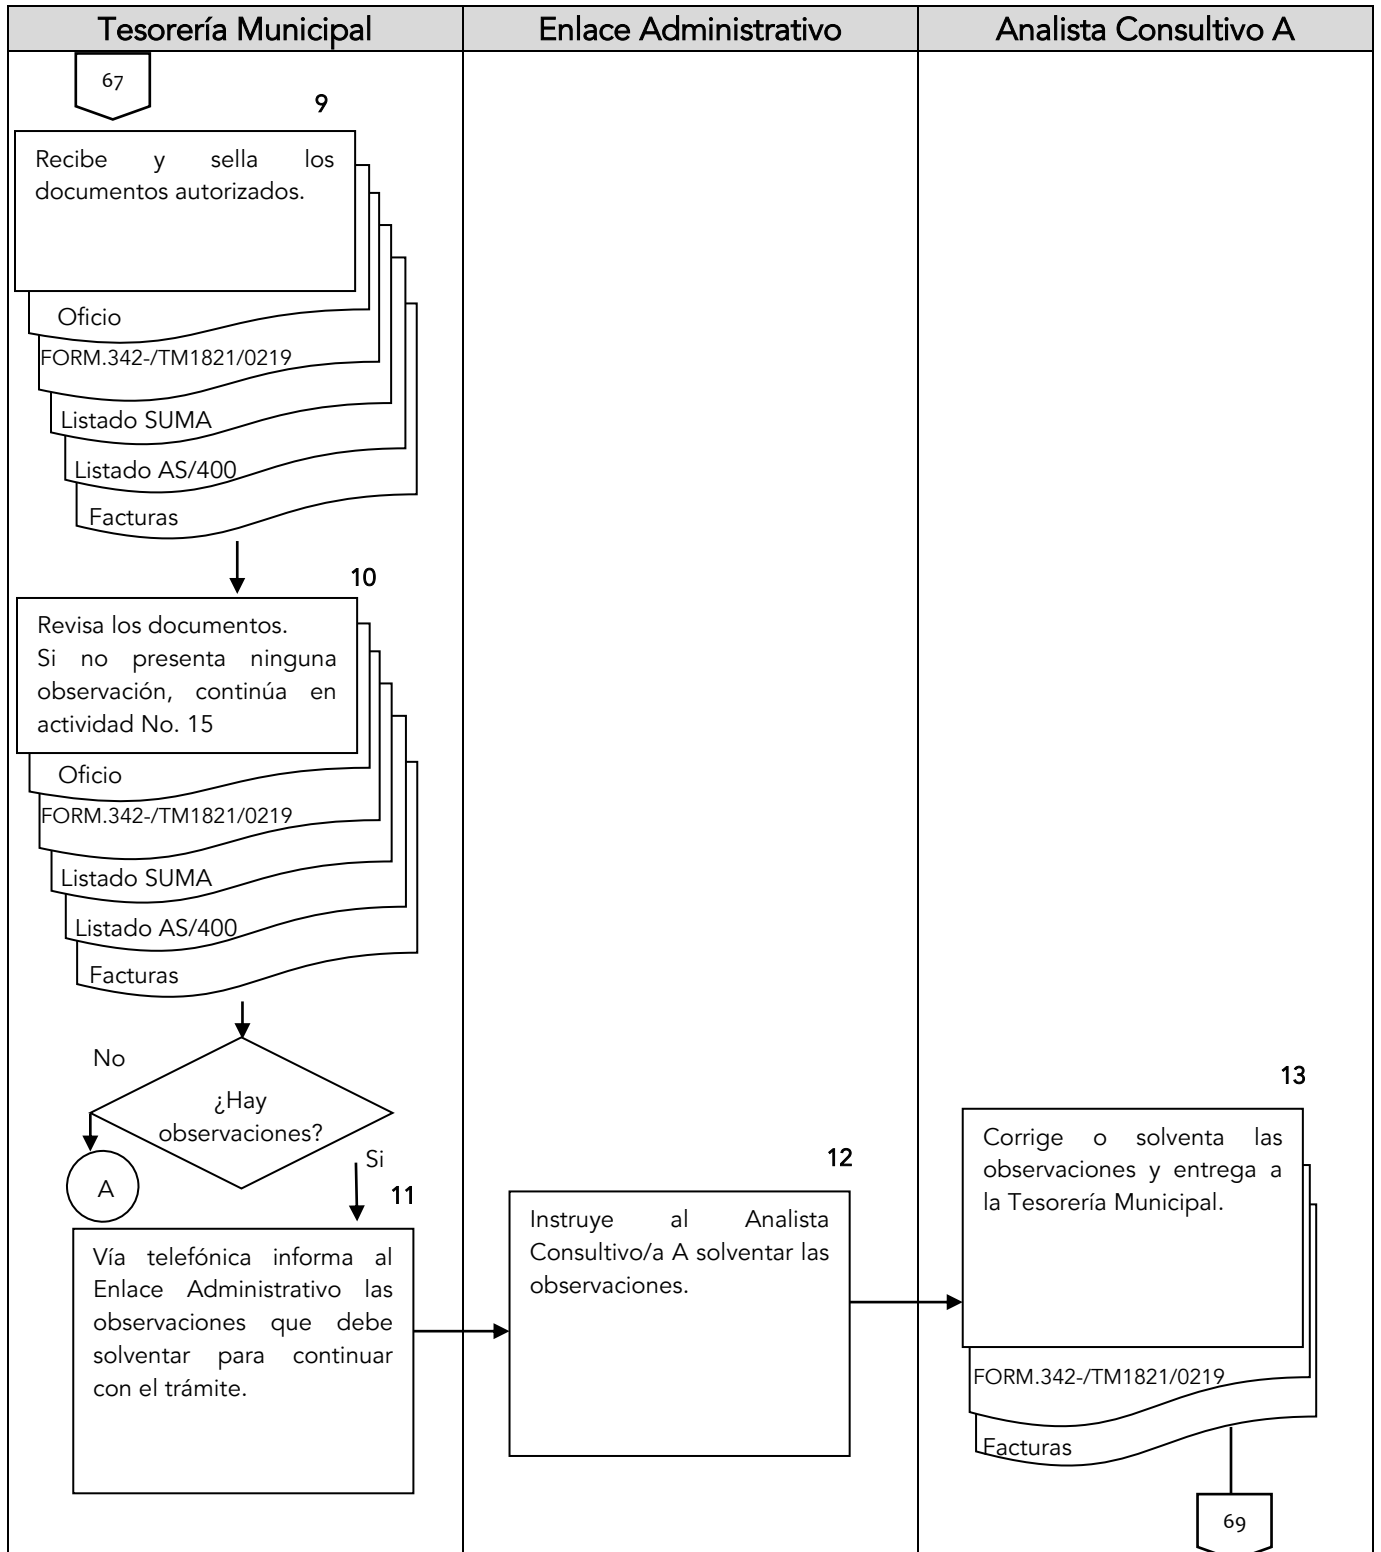 Tesorería Municipal
Enlace Administrativo
Analista Consultivo A
67
9
Recibe y sella los
documentos autorizados.
Oficio
FORM.342-/TM1821/0219
Listado SUMA
Listado AS/400
Facturas
10
Revisa los documentos.
Si no presenta ninguna
observación, continúa en
actividad No. 15
Oficio
FORM.342-/TM1821/0219
Listado SUMA
Listado AS/400
Facturas
No
¿Hay
observaciones?
A
Si
11
Vía telefónica informa al
Enlace Administrativo las
observaciones que debe
solventar para continuar
con el trámite.
12
Instruye al Analista
Consultivo/a A solventar las
observaciones.
13
Corrige o solventa las
observaciones y entrega a
la Tesorería Municipal.
FORM.342-/TM1821/0219
Facturas
69